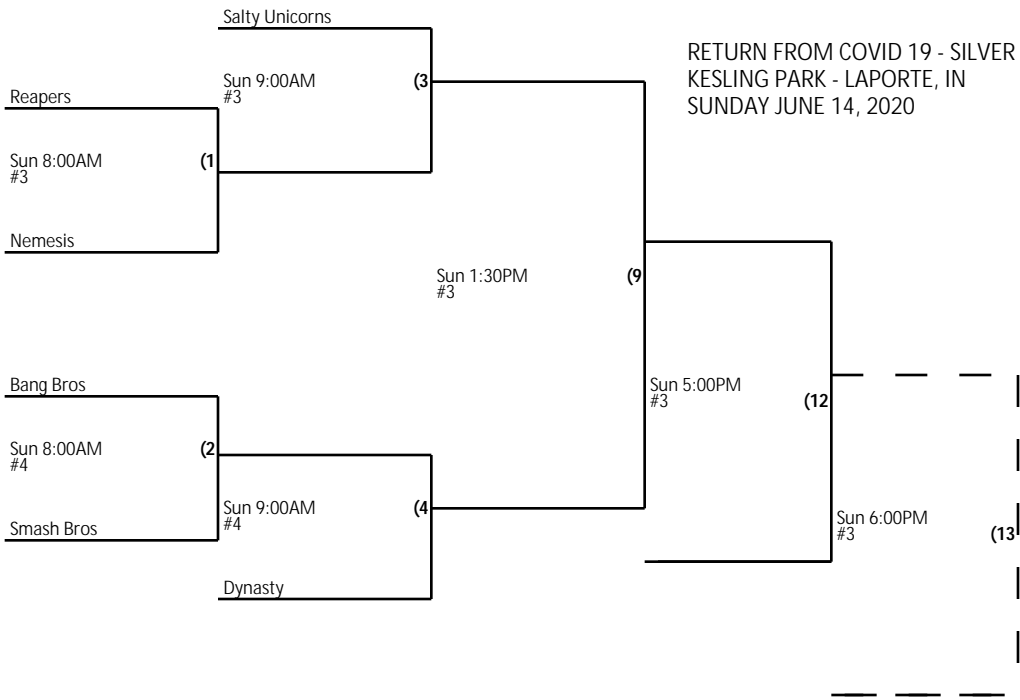 Salty Unicorns
RETURN FROM COVID 19 - SILVER
KESLING PARK - LAPORTE, IN
SUNDAY JUNE 14, 2020
Sun 9:00AM
#3
(3
Reapers
Sun 8:00AM
#3
(1
Nemesis
Sun 1:30PM
#3
(9
Bang Bros
Sun 5:00PM
#3
(12
Sun 8:00AM
#4
(2
Sun 9:00AM
#4
(4
Smash Bros
Sun 6:00PM
#3
(13
Dynasty